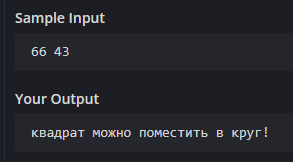 Sample Input
66 43
Your Output
квадрат можно поместить в круг!